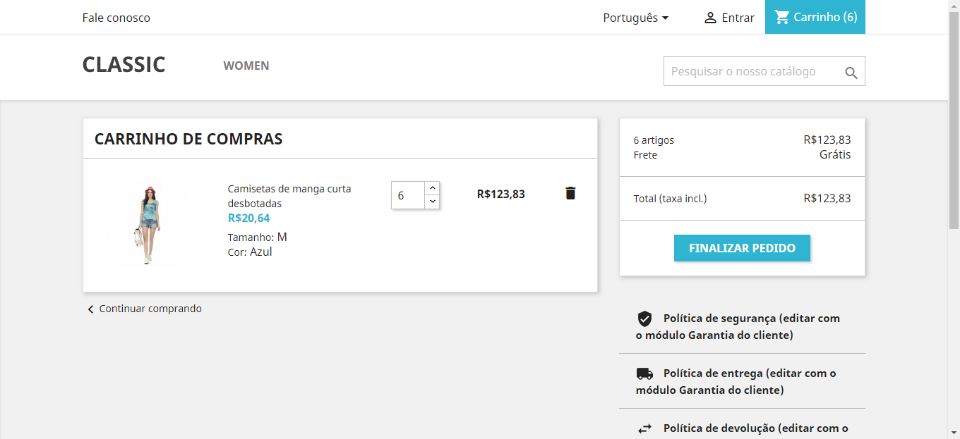 Fale conosco
Português
Entrar
Carrinho (6)
CLASSIC
WOMEN
Pesquisar o nosso catálogo
CARRINHO DE COMPRAS
Camisetas de manga curta
desbotadas
R$20,64
Tamanho: M
Cor: Azul
6
R$123,83
Continuar comprando
6 artigos R$123,83
Frete Grátis
Total (taxa incl.) R$123,83
FINALIZAR PEDIDO
Política de segurança (editar com
o módulo Garantia do cliente)
Política de entrega (editar com o
módulo Garantia do cliente)
Política de devolução (editar com o